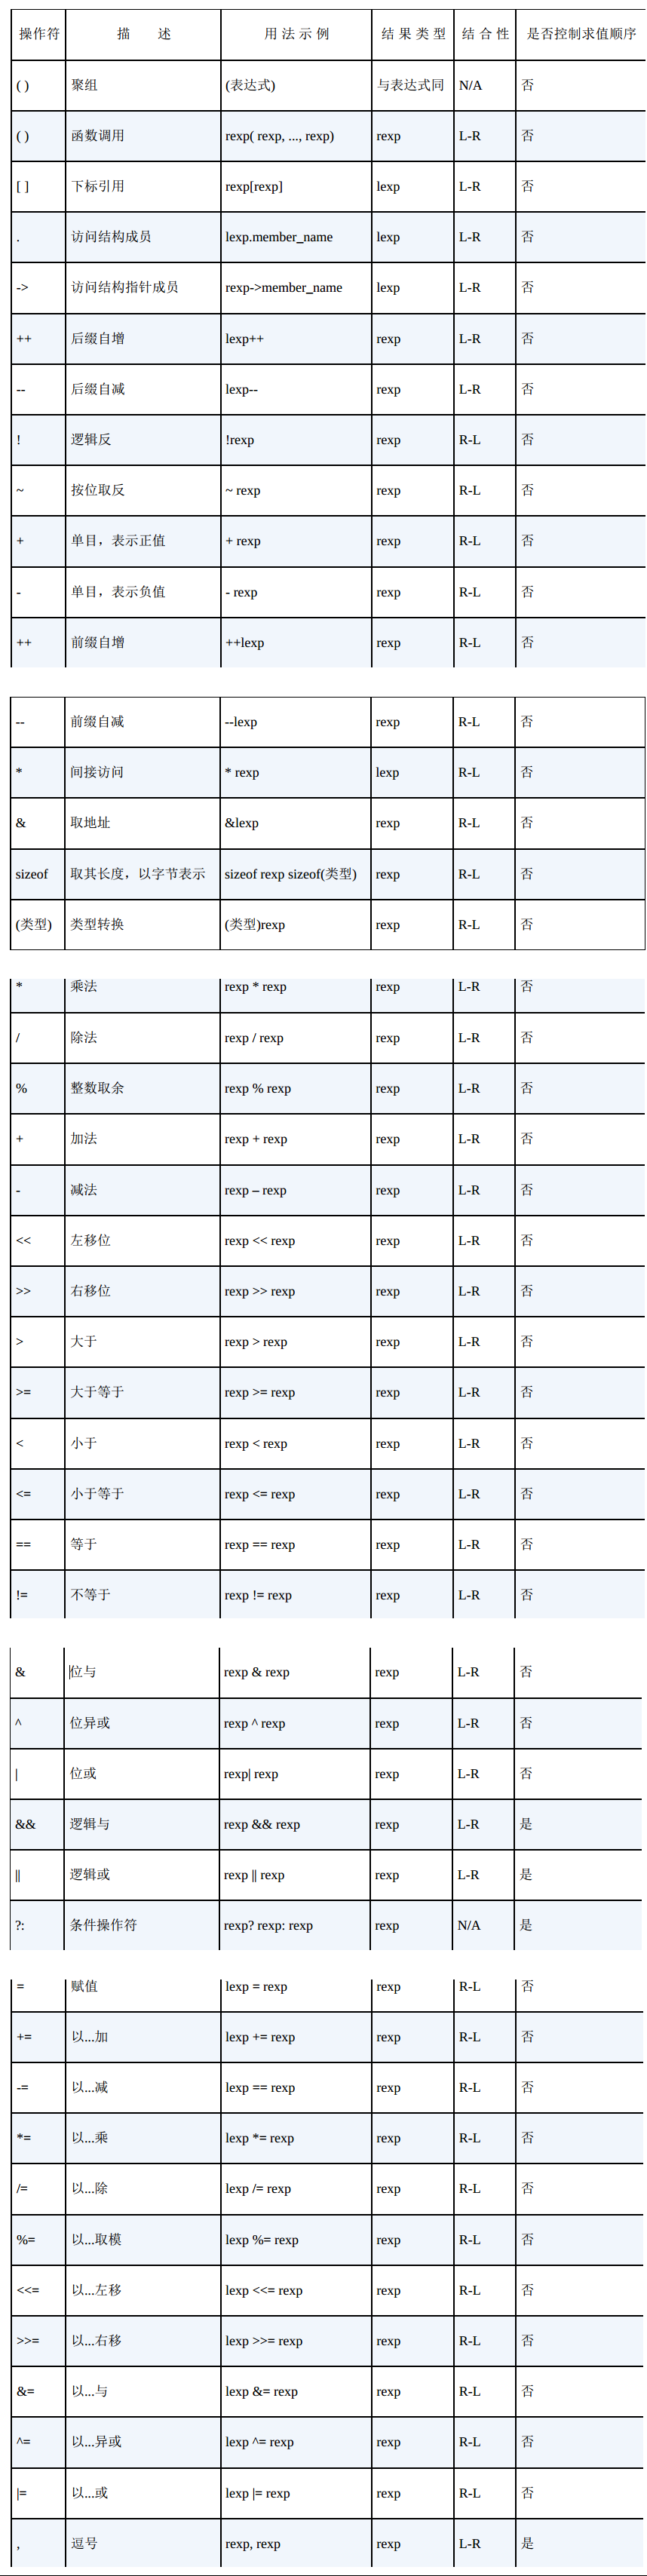 操作符 描 述 用 法 示 例 结 果 类 型 结 合 性 是否控制求值顺序
( ) 聚组 (表达式) 与表达式同 N/A 否
( ) 函数调用 rexp( rexp, ..., rexp) rexp L-R 否
[ ] 下标引用 rexp[rexp] lexp L-R 否
. 访问结构成员 lexp.member_name lexp L-R 否
-> 访问结构指针成员 rexp->member_name lexp L-R 否
++ 后缀自增 lexp++ rexp L-R 否
-- 后缀自减 lexp-- rexp L-R 否
! 逻辑反 !rexp rexp R-L 否
~ 按位取反 ~ rexp rexp R-L 否
+ 单目，表示正值 + rexp rexp R-L 否
- 单目，表示负值 - rexp rexp R-L 否
++ 前缀自增 ++lexp rexp R-L 否
-- 前缀自减 --lexp rexp R-L 否
* 间接访问 * rexp lexp R-L 否
& 取地址 &lexp rexp R-L 否
sizeof 取其长度，以字节表示 sizeof rexp sizeof(类型) rexp R-L 否
(类型) 类型转换 (类型)rexp rexp R-L 否
* 乘法 rexp * rexp rexp L-R 否
/ 除法 rexp / rexp rexp L-R 否
% 整数取余 rexp % rexp rexp L-R 否
+ 加法 rexp + rexp rexp L-R 否
- 减法 rexp – rexp rexp L-R 否
<< 左移位 rexp << rexp rexp L-R 否
>> 右移位 rexp >> rexp rexp L-R 否
> 大于 rexp > rexp rexp L-R 否
>= 大于等于 rexp >= rexp rexp L-R 否
< 小于 rexp < rexp rexp L-R 否
<= 小于等于 rexp <= rexp rexp L-R 否
== 等于 rexp == rexp rexp L-R 否
!= 不等于 rexp != rexp rexp L-R 否
& 位与 rexp & rexp rexp L-R 否
^ 位异或 rexp ^ rexp rexp L-R 否
| 位或 rexp| rexp rexp L-R 否
&& 逻辑与 rexp && rexp rexp L-R 是
|| 逻辑或 rexp || rexp rexp L-R 是
?: 条件操作符 rexp? rexp: rexp rexp N/A 是
= 赋值 lexp = rexp rexp R-L 否
+= 以...加 lexp += rexp rexp R-L 否
-= 以...减 lexp == rexp rexp R-L 否
*= 以...乘 lexp *= rexp rexp R-L 否
/= 以...除 lexp /= rexp rexp R-L 否
%= 以...取模 lexp %= rexp rexp R-L 否
<<= 以...左移 lexp <<= rexp rexp R-L 否
>>= 以...右移 lexp >>= rexp rexp R-L 否
&= 以...与 lexp &= rexp rexp R-L 否
^= 以...异或 lexp ^= rexp rexp R-L 否
|= 以...或 lexp |= rexp rexp R-L 否
, 逗号 rexp, rexp rexp L-R 是